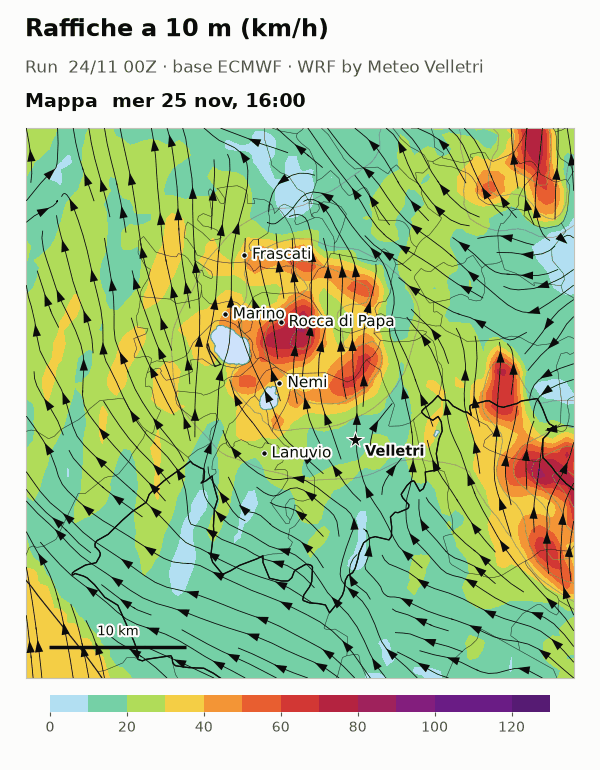 Raffiche a 10 m (km/h)
Run  24/11 00Z · base ECMWF · WRF by Meteo Velletri
Mappa  mer 25 nov, 16:00
Frascati
Marino
Rocca di Papa
Nemi
Velletri
Lanuvio
10 km
0 20 40 60 80 100 120